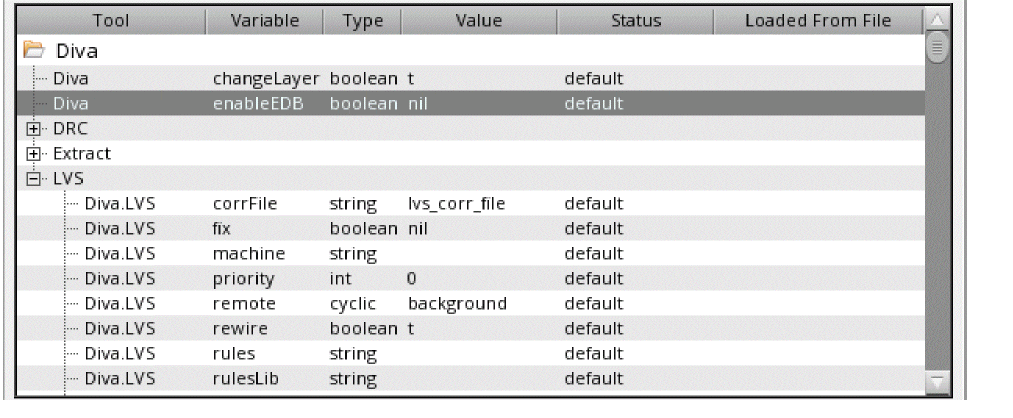 Tool Variable Type Value Status Loaded From File
Diva
Diva changeLayer boolean t default
Diva enableEDB boolean nil default
DRC
Extract
LVS
Diva.LVS corrFile string lvs_corr_file default
Diva.LVS fix boolean nil default
Diva.LVS machine string default
Diva.LVS priority int 0 default
Diva.LVS remote cyclic background default
Diva.LVS rewire boolean t default
Diva.LVS rules string default
Diva.LVS rulesLib string default